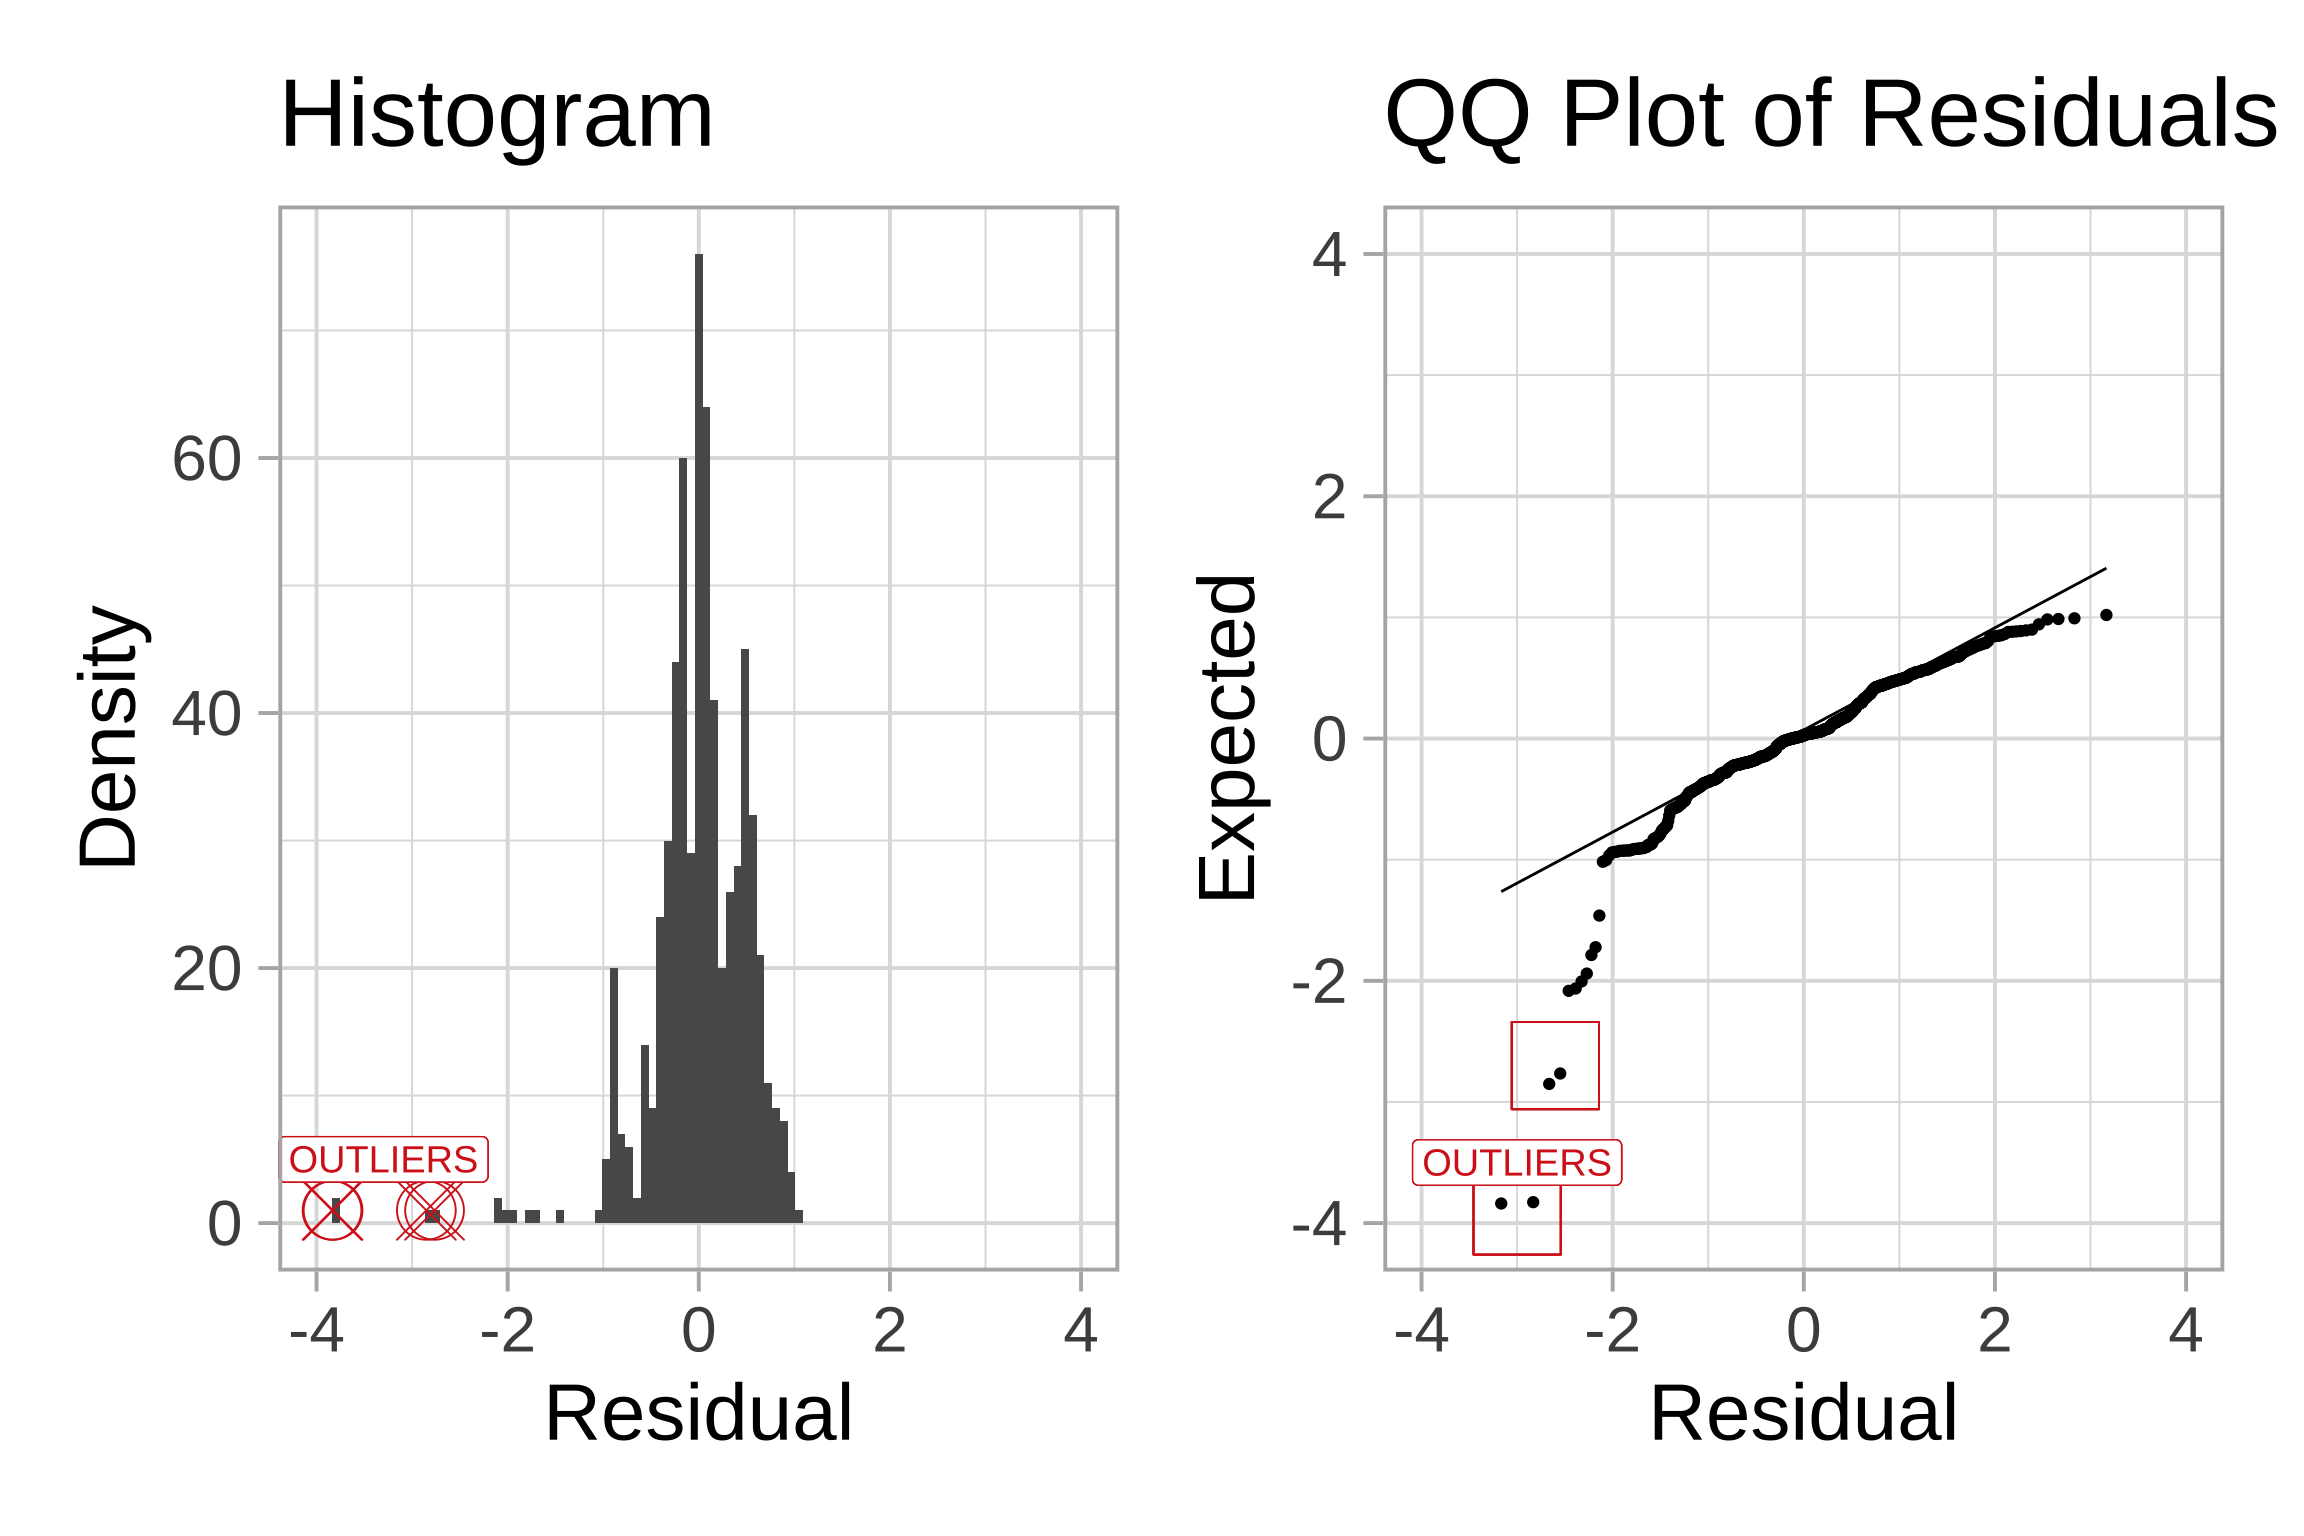 Histogram
QQ Plot of Residuals
Density
60
40
20
0
OUTLIERS
-4 -2 0 2 4
Residual
Expected
4
2
0
-2
-4
OUTLIERS
-4 -2 0 2 4
Residual